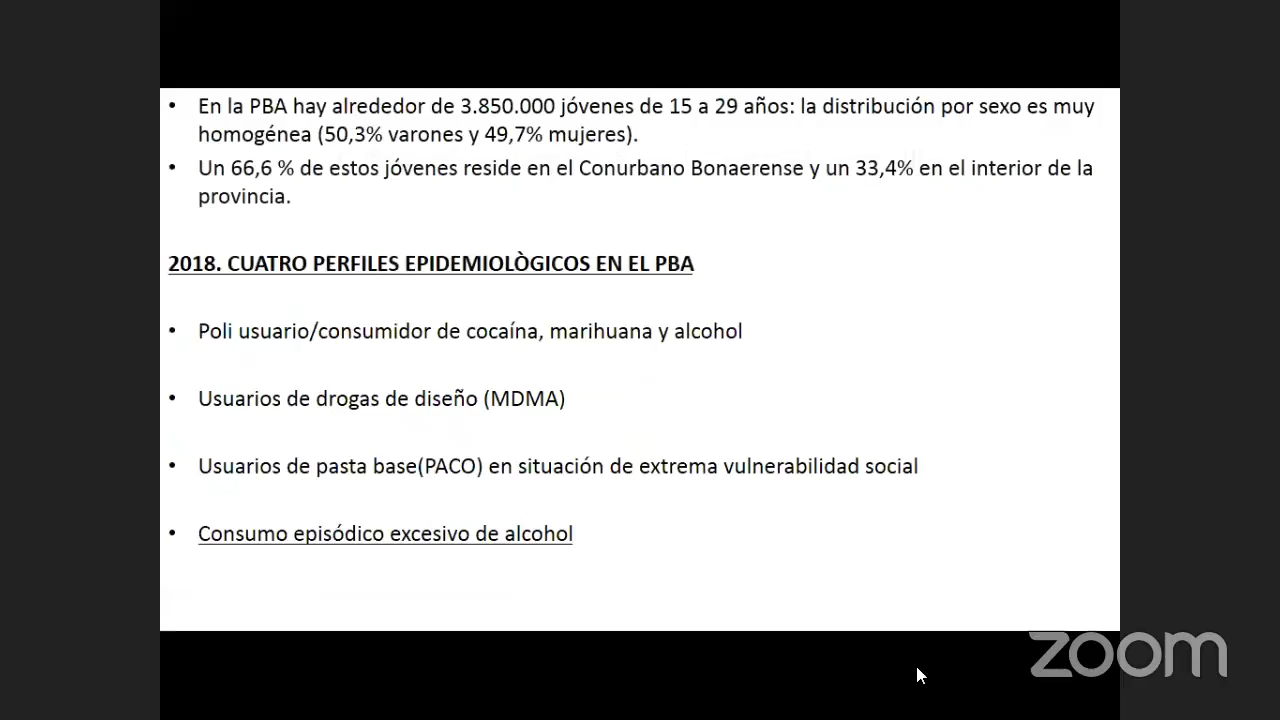 • En la PBA hay alrededor de 3.850.000 jóvenes de 15 a 29 años: la distribución por sexo es muy
homogénea (50,3% varones y 49,7% mujeres).
• Un 66,6 % de estos jóvenes reside en el Conurbano Bonaerense y un 33,4% en el interior de la
provincia.
2018. CUATRO PERFILES EPIDEMIOLÒGICOS EN EL PBA
• Poli usuario/consumidor de cocaína, marihuana y alcohol
• Usuarios de drogas de diseño (MDMA)
• Usuarios de pasta base(PACO) en situación de extrema vulnerabilidad social
• Consumo episódico excesivo de alcohol
zoom